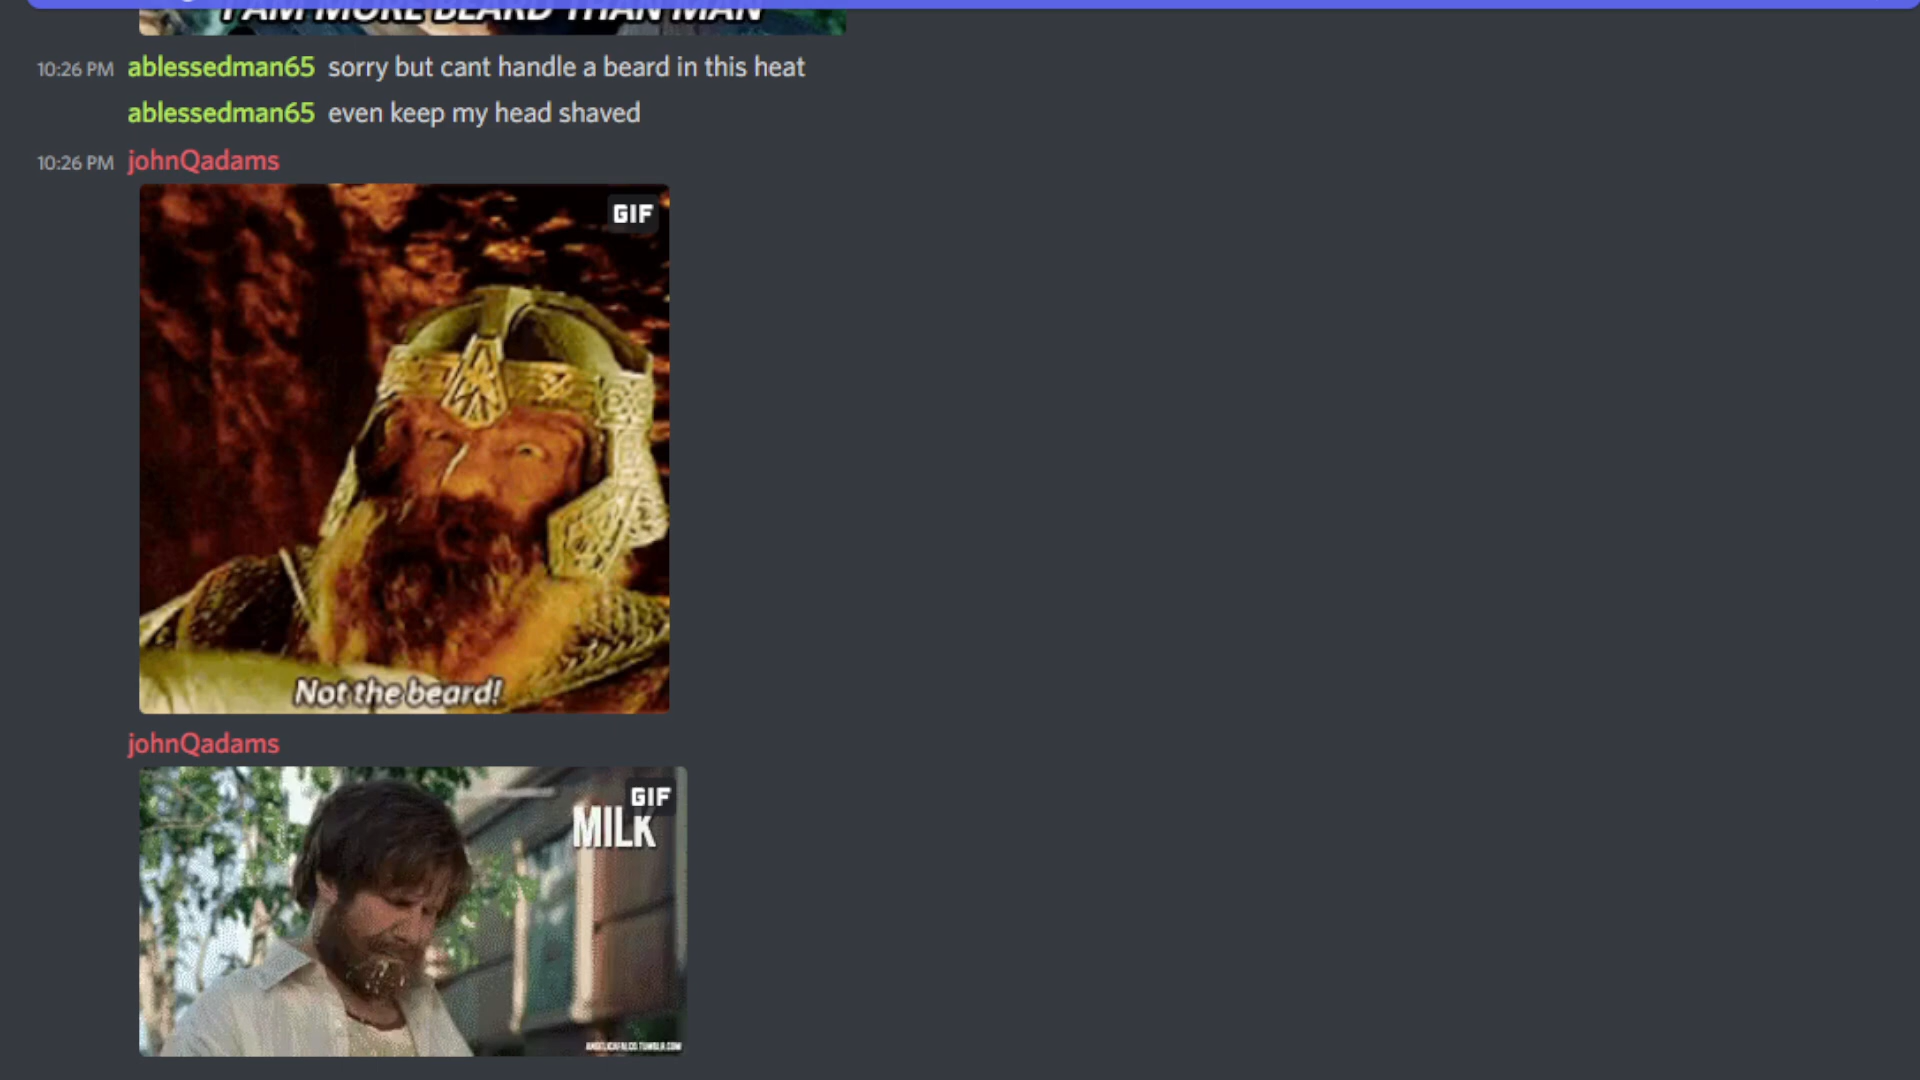 I AM MORE BEARD THAN MAN
10:26 PM ablessedman65 sorry but cant handle a beard in this heat
ablessedman65 even keep my head shaved
10:26 PM johnQadams
GIF
Not the beard!
johnQadams
GIF
MILK